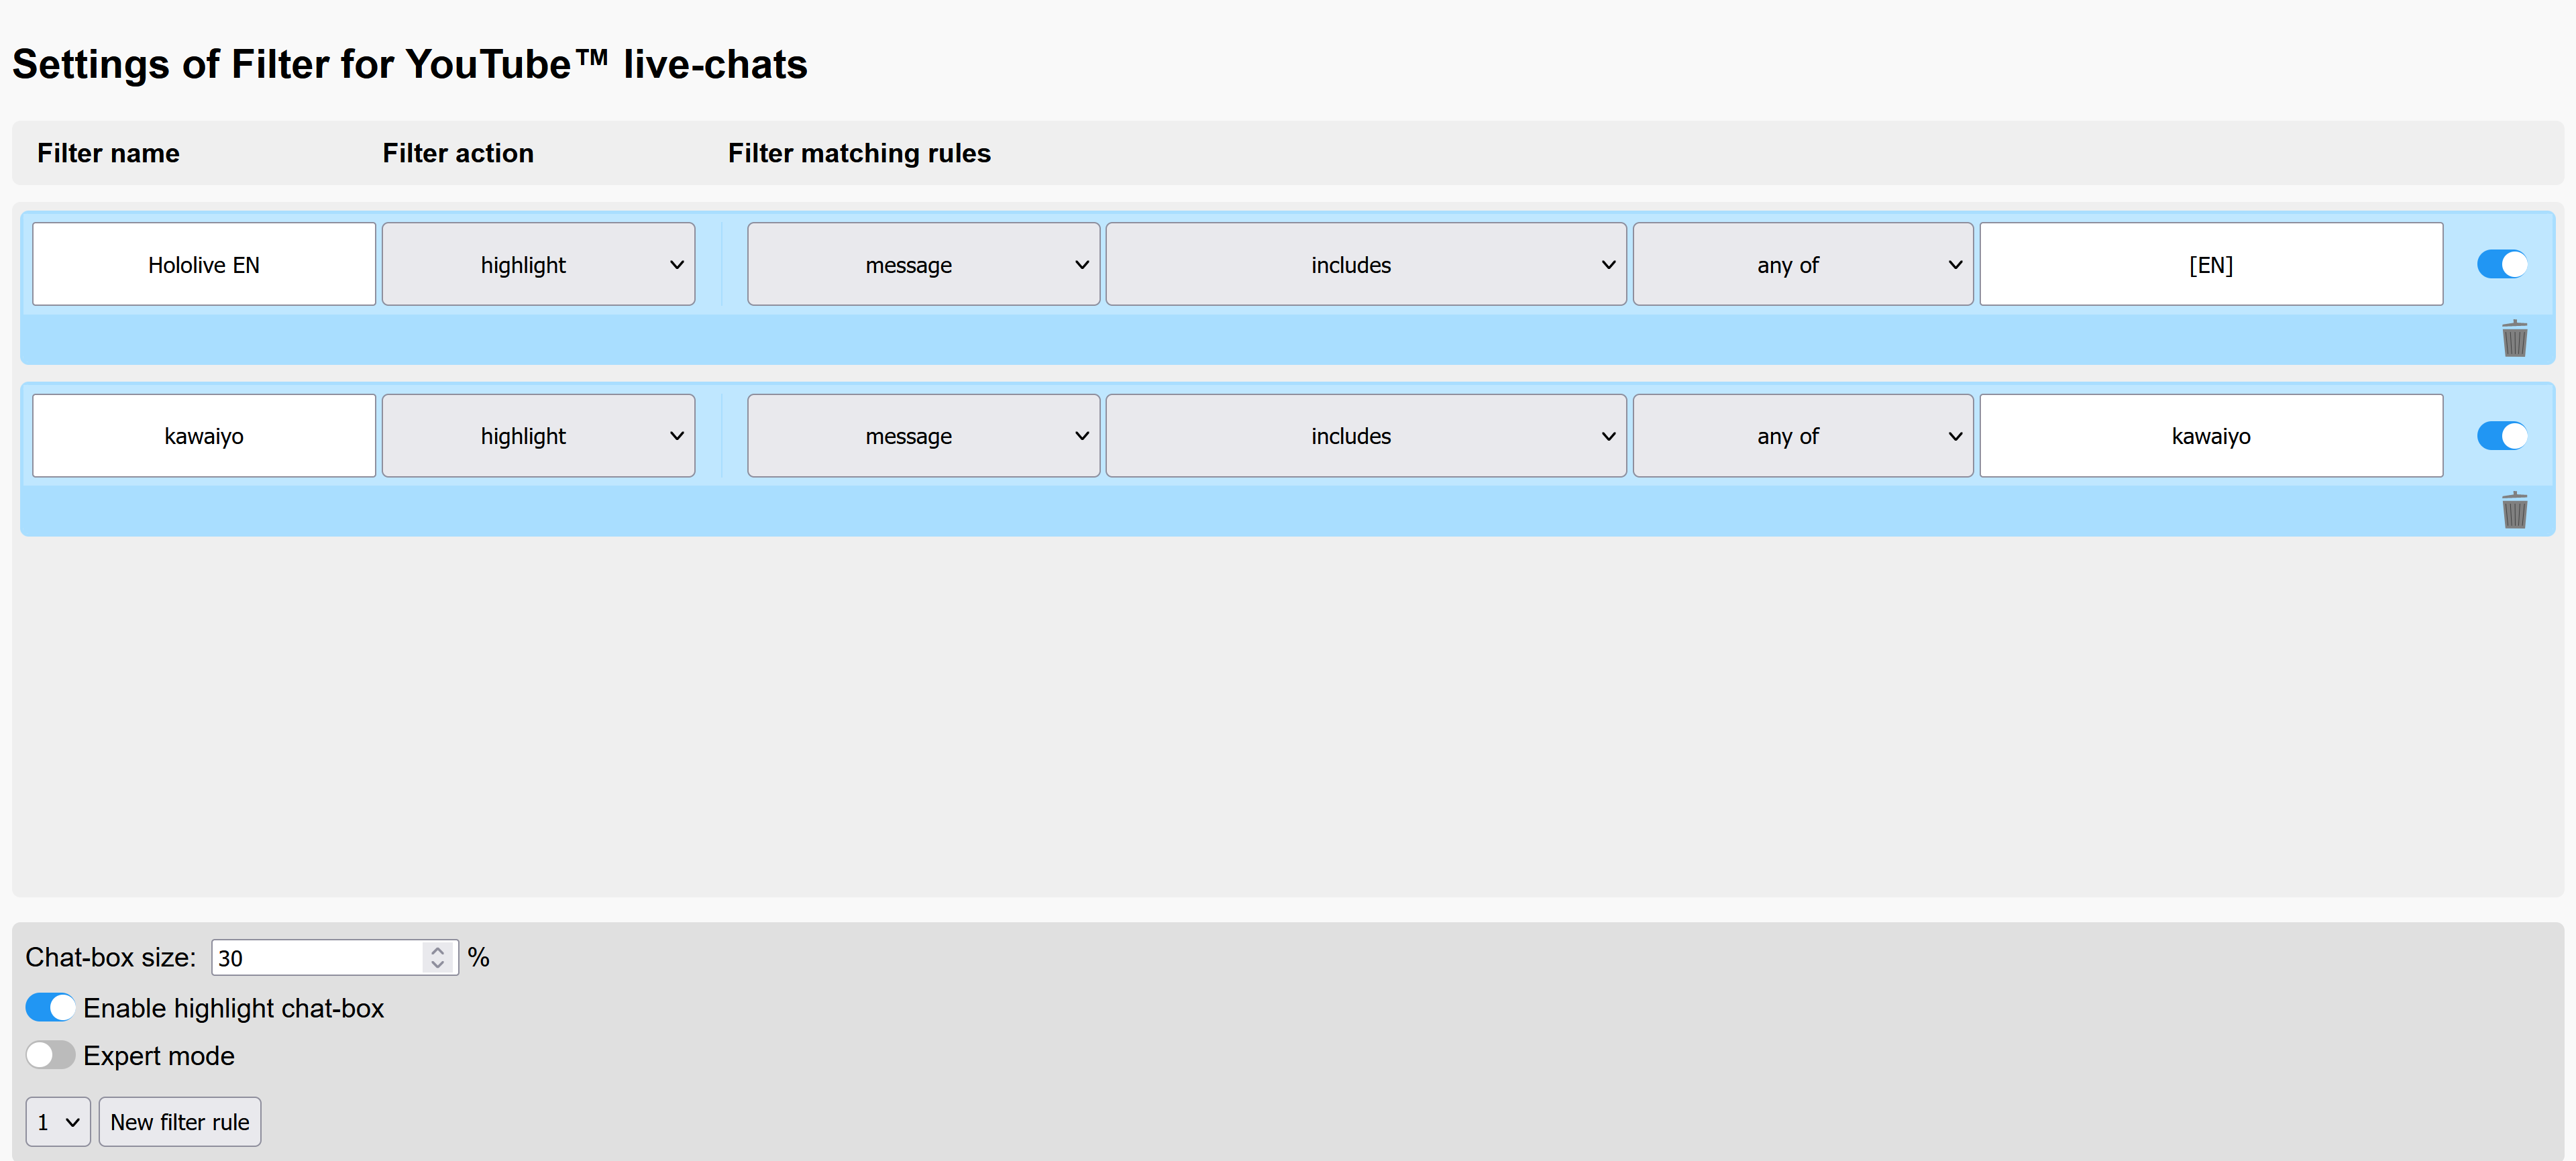 Settings of Filter for YouTube™ live-chats
Filter name Filter action Filter matching rules
Hololive EN highlight message includes any of [EN]
kawaiyo highlight message includes any of kawaiyo
Chat-box size: 30 %
Enable highlight chat-box
Expert mode
1 New filter rule